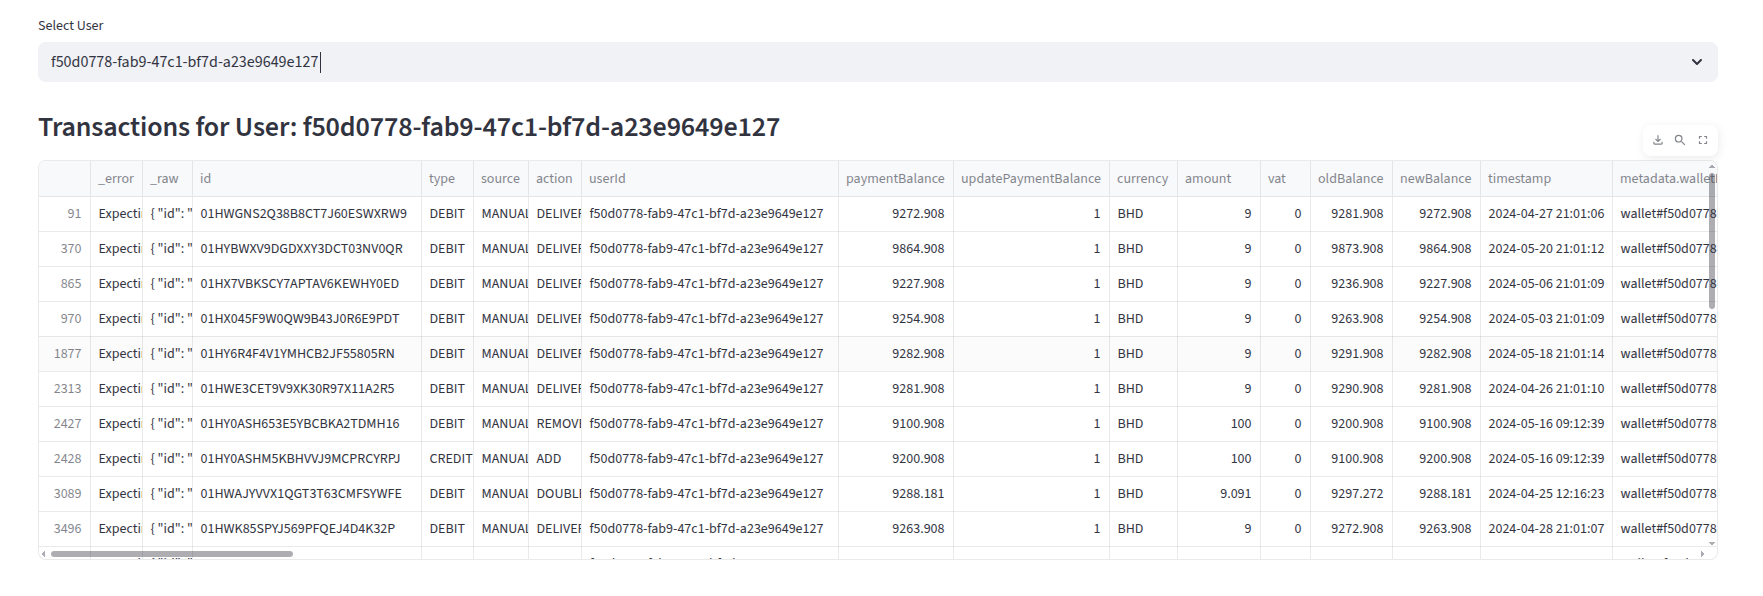 Select User
f50d0778-fab9-47c1-bf7d-a23e9649e127
Transactions for User: f50d0778-fab9-47c1-bf7d-a23e9649e127
_error _raw id type source action userId paymentBalance updatePaymentBalance currency amount vat oldBalance newBalance timestamp metadata.wallet
91 Expecti { "id": " 01HWGNS2Q38B8CT7J60ESWXRW9 DEBIT MANUAL DELIVER f50d0778-fab9-47c1-bf7d-a23e9649e127 9272.908 1 BHD 9 0 9281.908 9272.908 2024-04-27 21:01:06 wallet#f50d0778
370 Expecti { "id": " 01HYBWXV9DGDXXY3DCT03NV0QR DEBIT MANUAL DELIVER f50d0778-fab9-47c1-bf7d-a23e9649e127 9864.908 1 BHD 9 0 9873.908 9864.908 2024-05-20 21:01:12 wallet#f50d0778
865 Expecti { "id": " 01HX7VBKSCY7APTAV6KEWHY0ED DEBIT MANUAL DELIVER f50d0778-fab9-47c1-bf7d-a23e9649e127 9227.908 1 BHD 9 0 9236.908 9227.908 2024-05-06 21:01:09 wallet#f50d0778
970 Expecti { "id": " 01HX045F9W0QW9B43J0R6E9PDT DEBIT MANUAL DELIVER f50d0778-fab9-47c1-bf7d-a23e9649e127 9254.908 1 BHD 9 0 9263.908 9254.908 2024-05-03 21:01:09 wallet#f50d0778
1877 Expecti { "id": " 01HY6R4F4V1YMHCB2JF55805RN DEBIT MANUAL DELIVER f50d0778-fab9-47c1-bf7d-a23e9649e127 9282.908 1 BHD 9 0 9291.908 9282.908 2024-05-18 21:01:14 wallet#f50d0778
2313 Expecti { "id": " 01HWE3CET9V9XK30R97X11A2R5 DEBIT MANUAL DELIVER f50d0778-fab9-47c1-bf7d-a23e9649e127 9281.908 1 BHD 9 0 9290.908 9281.908 2024-04-26 21:01:10 wallet#f50d0778
2427 Expecti { "id": " 01HY0ASH653E5YBCBKA2TDMH16 DEBIT MANUAL REMOVI f50d0778-fab9-47c1-bf7d-a23e9649e127 9100.908 1 BHD 100 0 9200.908 9100.908 2024-05-16 09:12:39 wallet#f50d0778
2428 Expecti { "id": " 01HY0ASHM5KBHVVJ9MCPRCYRPJ CREDIT MANUAL ADD f50d0778-fab9-47c1-bf7d-a23e9649e127 9200.908 1 BHD 100 0 9100.908 9200.908 2024-05-16 09:12:39 wallet#f50d0778
3089 Expecti { "id": " 01HWAJYVVX1QGT3T63CMFSYWFE DEBIT MANUAL DOUBL f50d0778-fab9-47c1-bf7d-a23e9649e127 9288.181 1 BHD 9.091 0 9297.272 9288.181 2024-04-25 12:16:23 wallet#f50d0778
3496 Expecti { "id": " 01HWK85SPYJ569PFQEJ4D4K32P DEBIT MANUAL DELIVER f50d0778-fab9-47c1-bf7d-a23e9649e127 9263.908 1 BHD 9 0 9272.908 9263.908 2024-04-28 21:01:07 wallet#f50d0778